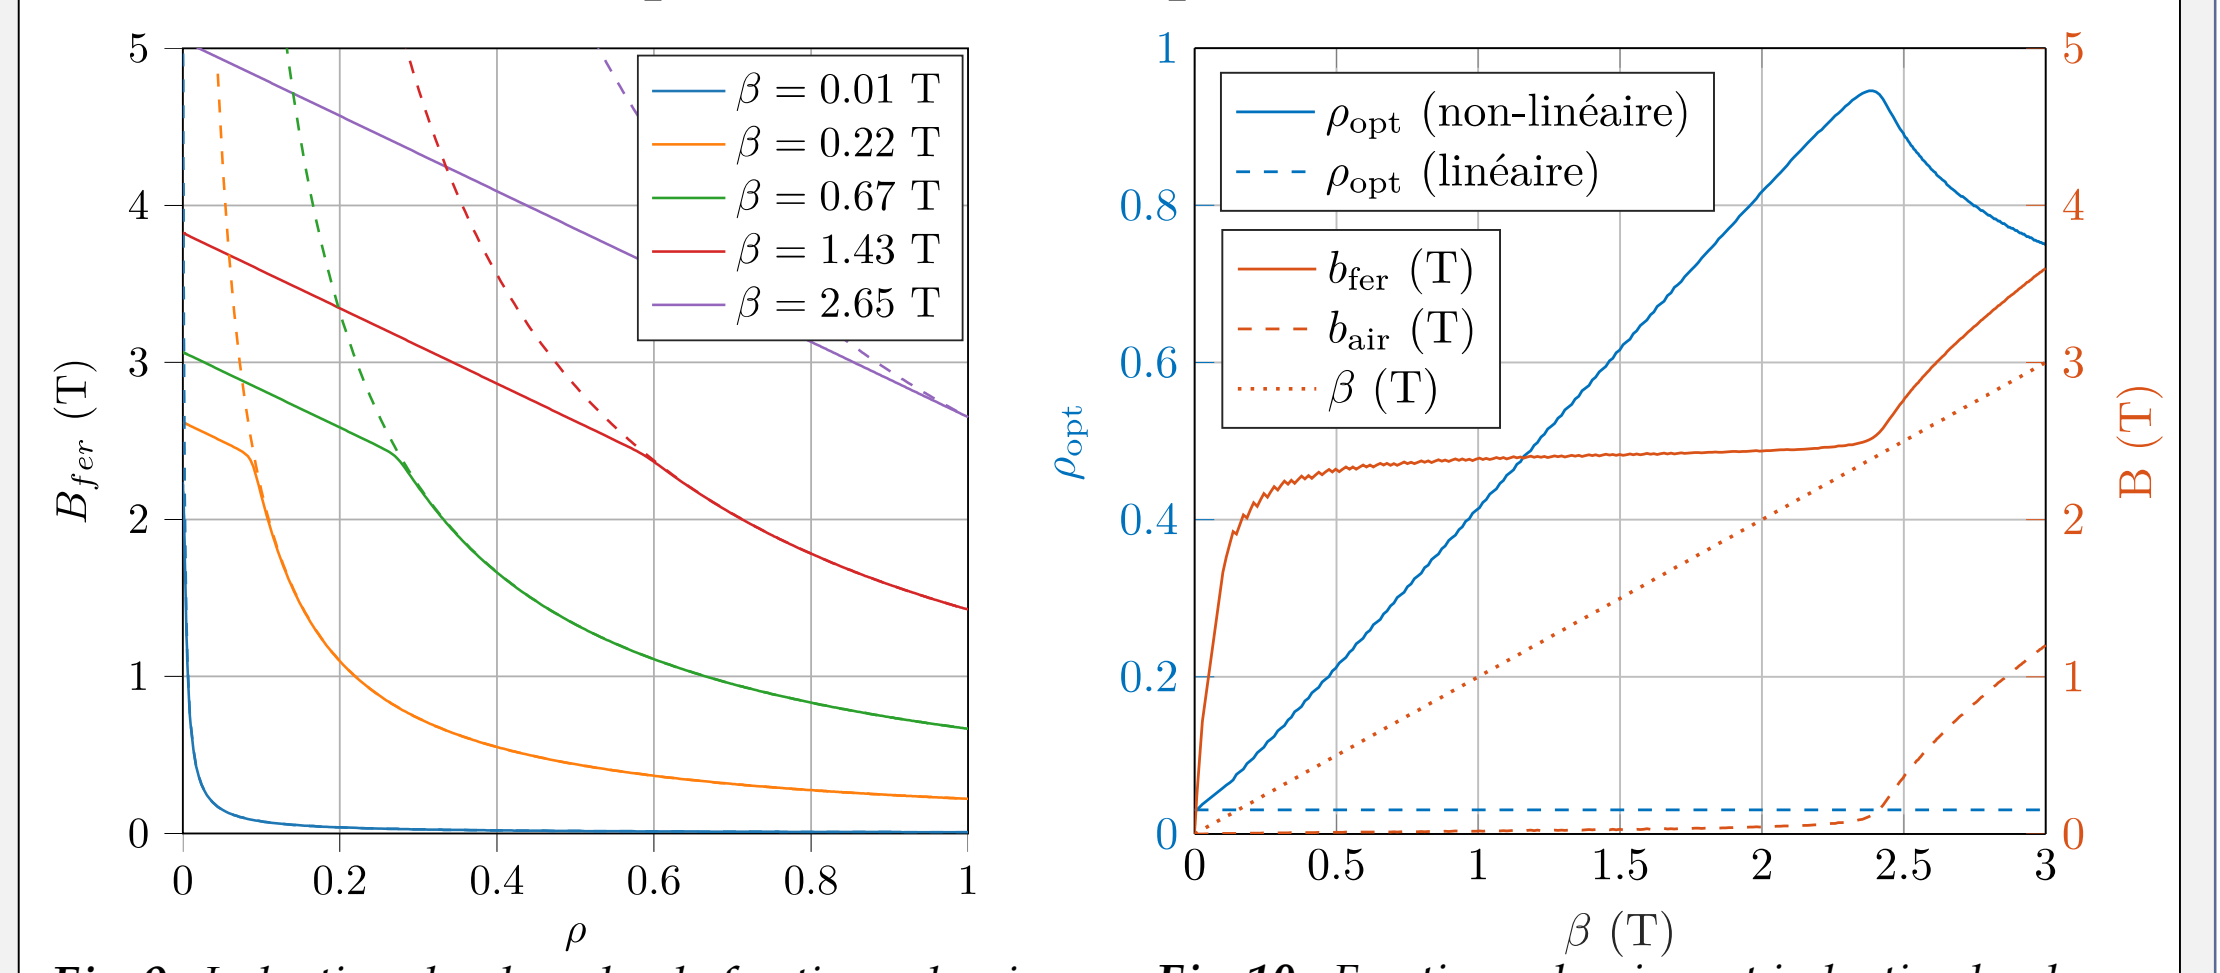 5
4
3
2
1
0
B_fer (T)
0 0.2 0.4 0.6 0.8 1
ρ
β = 0.01 T
β = 0.22 T
β = 0.67 T
β = 1.43 T
β = 2.65 T
1
0.8
0.6
0.4
0.2
0
ρ_opt
ρ_opt (non-linéaire)
ρ_opt (linéaire)
b_fer (T)
b_air (T)
β (T)
5
4
3
2
1
0
B (T)
0 0.5 1 1.5 2 2.5 3
β (T)